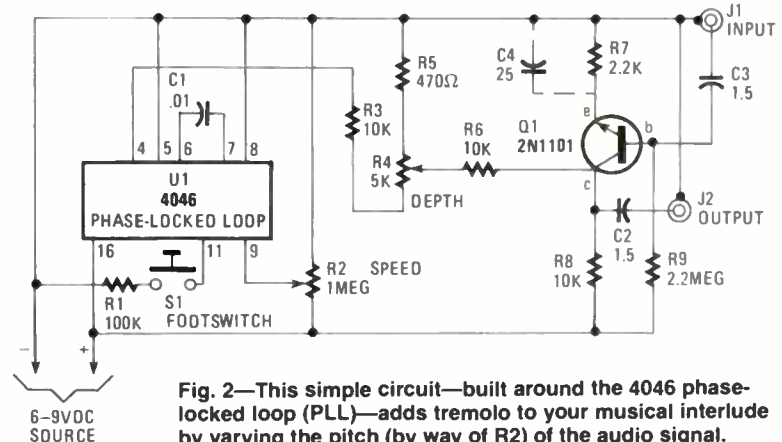 J1
INPUT
C1
.01
R5
470Ω
C4
25
R7
2.2K
C3
1.5
R3
10K
Q1
2N1101
e
b
c
4 5 6 7 8
R6
10K
U1
4046
PHASE-LOCKED LOOP
R4
5K
DEPTH
J2
OUTPUT
C2
1.5
16 11 9
R2 SPEED
1MEG
R8
10K
R9
2.2MEG
R1
100K
S1
FOOTSWITCH
- +
6–9VDC
SOURCE
Fig. 2—This simple circuit—built around the 4046 phase-
locked loop (PLL)—adds tremolo to your musical interlude
by varying the pitch (by way of R2) of the audio signal.